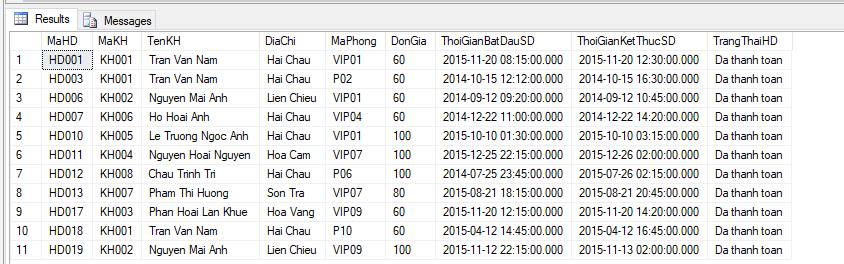 Results Messages
MaHD MaKH TenKH DiaChi MaPhong DonGia ThoiGianBatDauSD ThoiGianKetThucSD TrangThaiHD
1 HD001 KH001 Tran Van Nam Hai Chau VIP01 60 2015-11-20 08:15:00.000 2015-11-20 12:30:00.000 Da thanh toan
2 HD003 KH001 Tran Van Nam Hai Chau P02 60 2014-10-15 12:12:00.000 2014-10-15 16:30:00.000 Da thanh toan
3 HD006 KH002 Nguyen Mai Anh Lien Chieu VIP01 60 2014-09-12 09:20:00.000 2014-09-12 10:45:00.000 Da thanh toan
4 HD007 KH006 Ho Hoai Anh Hai Chau VIP04 60 2014-12-22 11:00:00.000 2014-12-22 14:20:00.000 Da thanh toan
5 HD010 KH005 Le Truong Ngoc Anh Hai Chau VIP01 100 2015-10-10 01:30:00.000 2015-10-10 03:15:00.000 Da thanh toan
6 HD011 KH004 Nguyen Hoai Nguyen Hoa Cam VIP07 100 2015-12-25 22:15:00.000 2015-12-26 02:00:00.000 Da thanh toan
7 HD012 KH008 Chau Trinh Tri Hai Chau P06 100 2014-07-25 23:45:00.000 2015-07-26 02:15:00.000 Da thanh toan
8 HD013 KH007 Pham Thi Huong Son Tra VIP07 80 2015-08-21 18:15:00.000 2015-08-21 20:45:00.000 Da thanh toan
9 HD017 KH003 Phan Hoai Lan Khue Hoa Vang VIP09 60 2015-11-20 12:15:00.000 2015-11-20 14:20:00.000 Da thanh toan
10 HD018 KH001 Tran Van Nam Hai Chau P10 60 2015-04-12 14:45:00.000 2015-04-12 16:45:00.000 Da thanh toan
11 HD019 KH002 Nguyen Mai Anh Lien Chieu VIP09 100 2015-11-12 22:15:00.000 2015-11-13 02:00:00.000 Da thanh toan